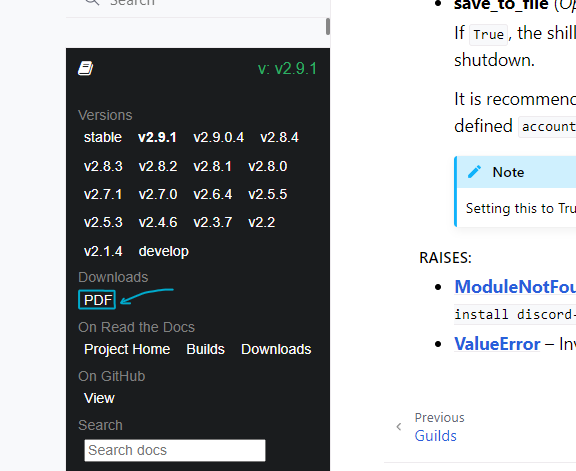 Search
v: v2.9.1
Versions
stable v2.9.1 v2.9.0.4 v2.8.4
v2.8.3 v2.8.2 v2.8.1 v2.8.0
v2.7.1 v2.7.0 v2.6.4 v2.5.5
v2.5.3 v2.4.6 v2.3.7 v2.2
v2.1.4 develop
Downloads
PDF
On Read the Docs
Project Home Builds Downloads
On GitHub
View
Search
Search docs
save_to_file (
If True, the shil
shutdown.
It is recommend
defined account
Note
Setting this to Tru
RAISES:
ModuleNotFou
install discord-
ValueError – Inv
Previous
Guilds